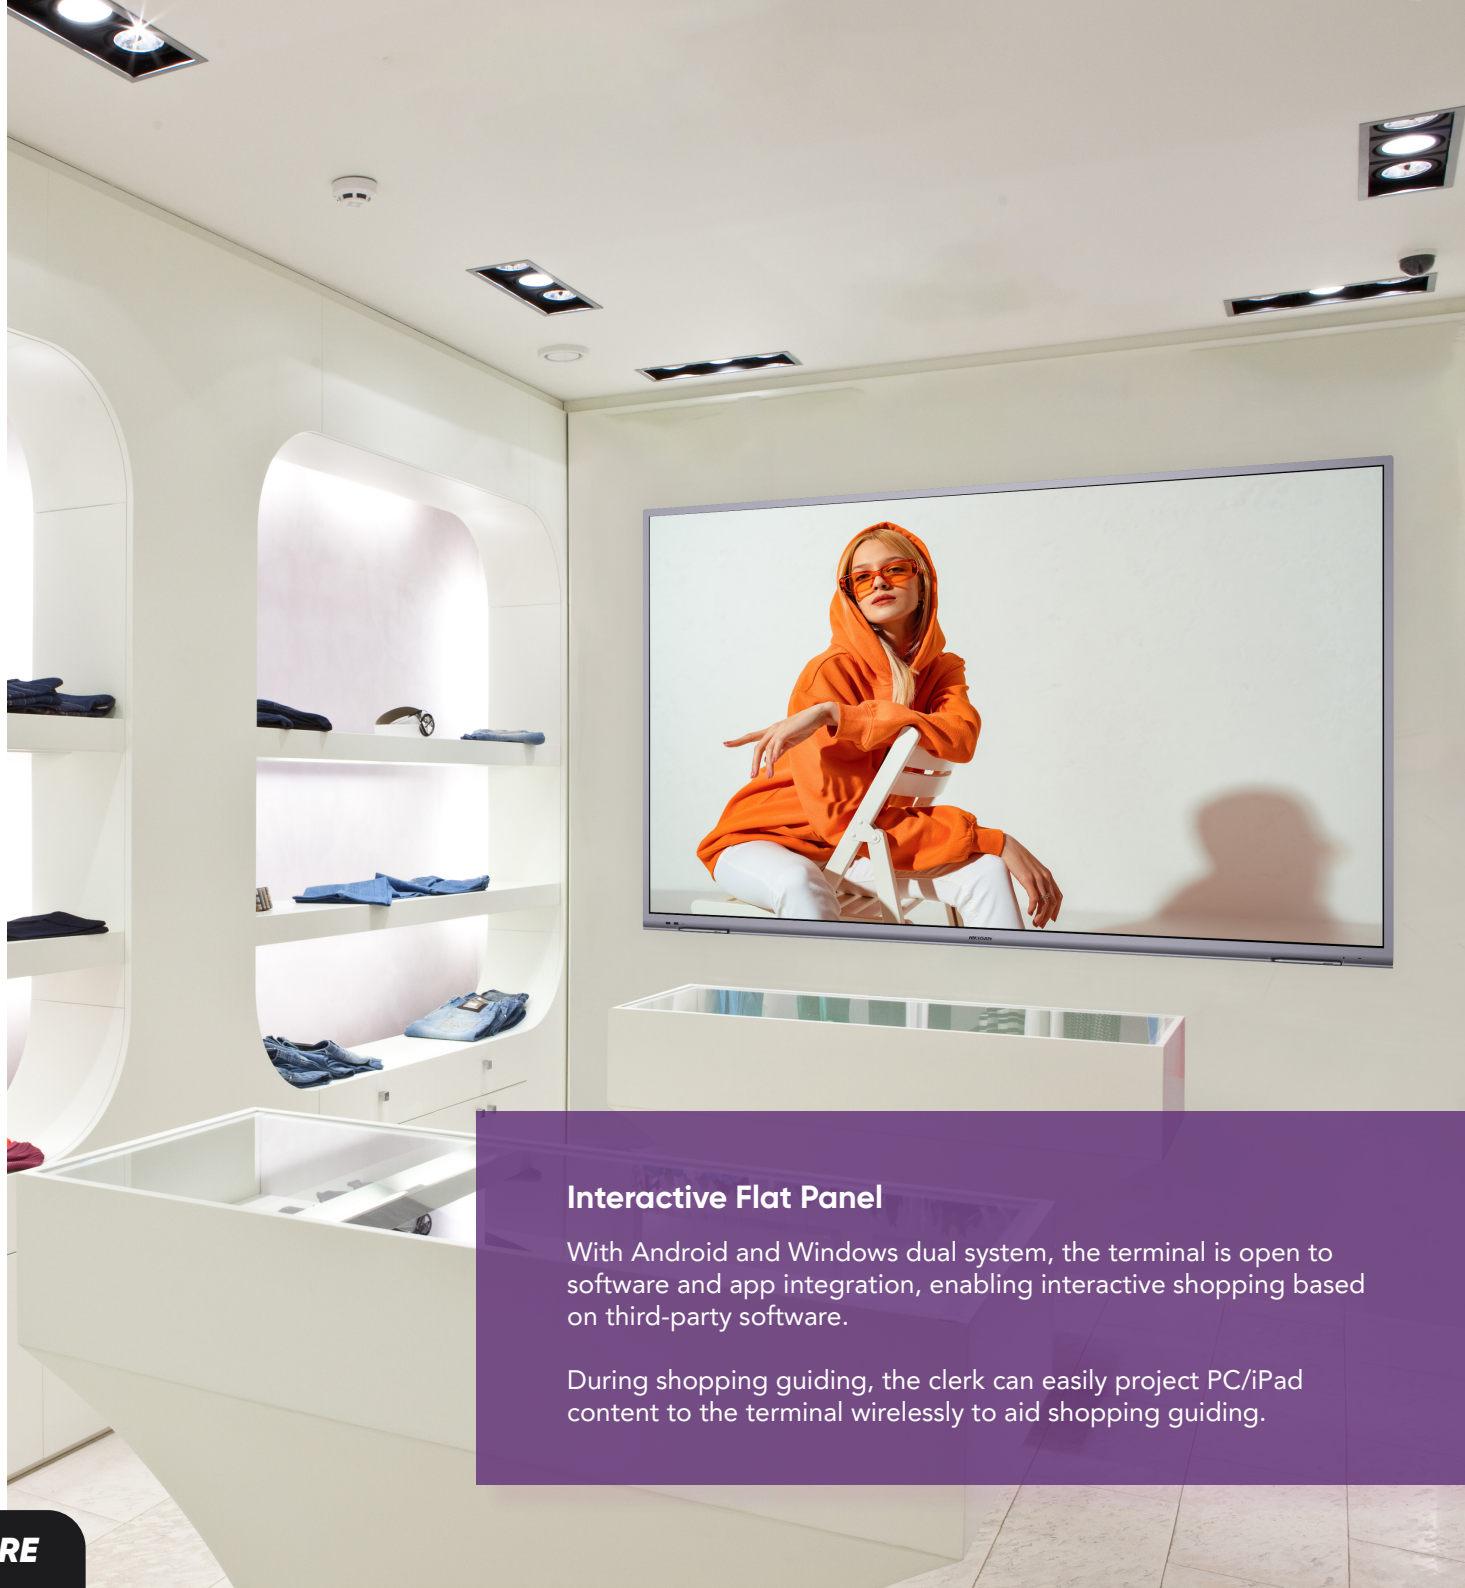 Interactive Flat Panel
With Android and Windows dual system, the terminal is open to
software and app integration, enabling interactive shopping based
on third-party software.
During shopping guiding, the clerk can easily project PC/iPad
content to the terminal wirelessly to aid shopping guiding.
RE